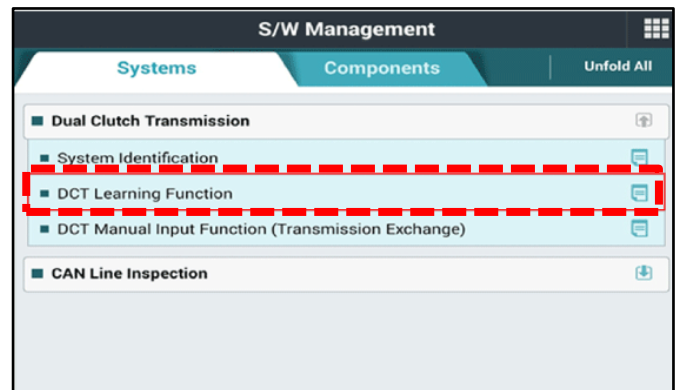 S/W Management
Systems
Components
Unfold All
Dual Clutch Transmission
System Identification
DCT Learning Function
DCT Manual Input Function (Transmission Exchange)
CAN Line Inspection